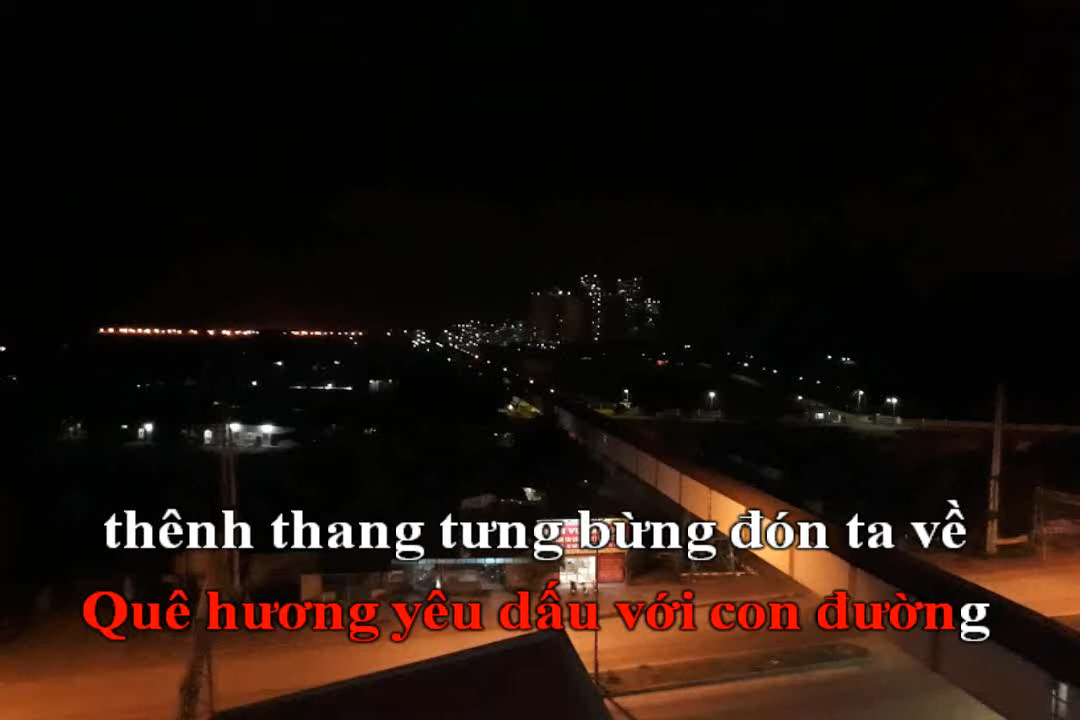 thênh thang tưng bừng đón ta về
Quê hương yêu dấu với con đường